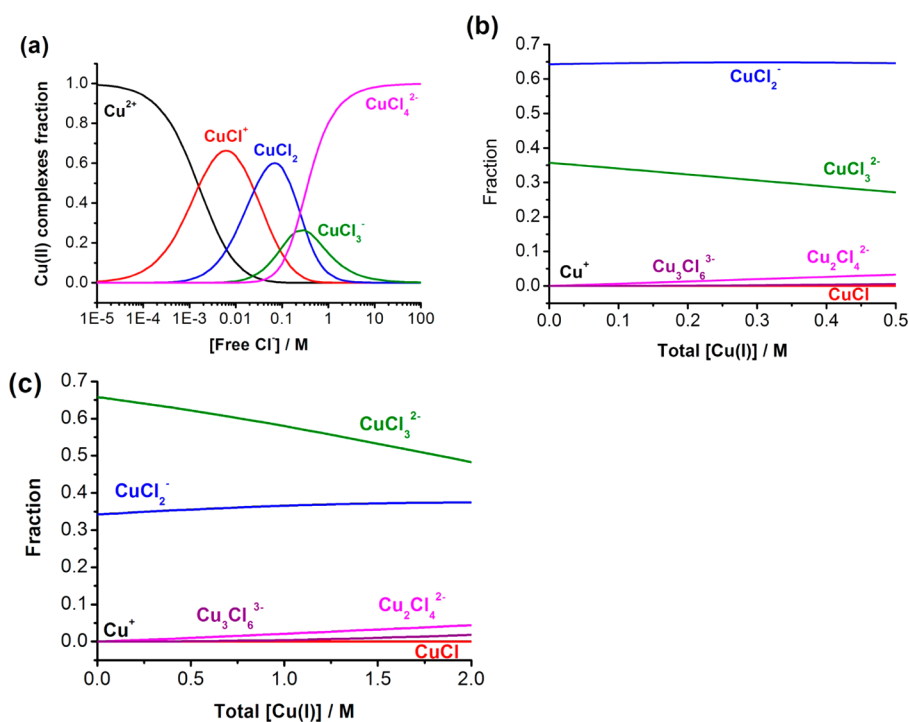 (a)
Cu(II) complexes fraction
1.0
0.8
0.6
0.4
0.2
0.0
Cu²⁺
CuCl⁺
CuCl₂
CuCl₃⁻
CuCl₄²⁻
1E-5 1E-4 1E-3 0.01 0.1 1 10 100
[Free Cl⁻] / M
(b)
Fraction
0.7
0.6
0.5
0.4
0.3
0.2
0.1
0.0
CuCl₂⁻
CuCl₃²⁻
Cu⁺
Cu₃Cl₆³⁻
Cu₂Cl₄²⁻
CuCl
0.0 0.1 0.2 0.3 0.4 0.5
Total [Cu(I)] / M
(c)
Fraction
0.7
0.6
0.5
0.4
0.3
0.2
0.1
0.0
CuCl₃²⁻
CuCl₂⁻
Cu⁺
Cu₃Cl₆³⁻
Cu₂Cl₄²⁻
CuCl
0.0 0.5 1.0 1.5 2.0
Total [Cu(I)] / M